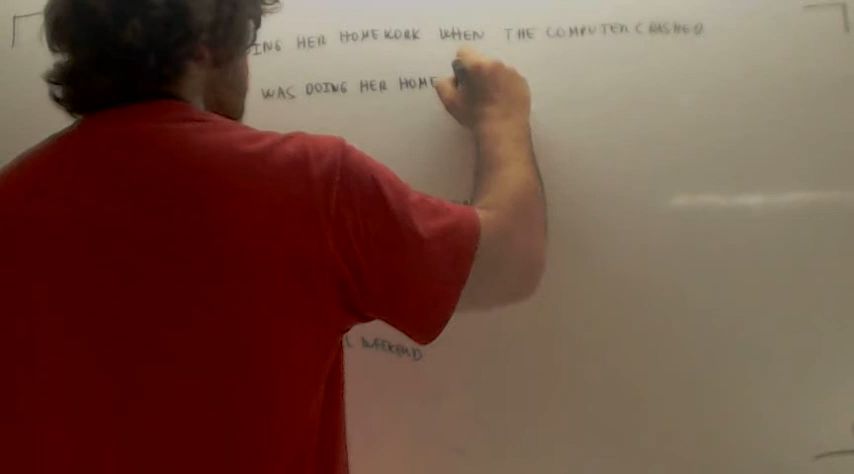 ING HER HOMEWORK WHEN THE COMPUTER CRASHED
WAS DOING HER HOME
L WEEKEND